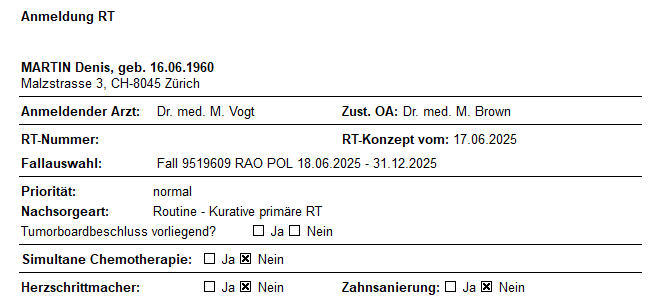 Anmeldung RT
MARTIN Denis, geb. 16.06.1960
Malzstrasse 3, CH-8045 Zürich
Anmeldender Arzt: Dr. med. M. Vogt Zust. OA: Dr. med. M. Brown
RT-Nummer: RT-Konzept vom: 17.06.2025
Fallauswahl: Fall 9519609 RAO POL 18.06.2025 - 31.12.2025
Priorität: normal
Nachsorgeart: Routine - Kurative primäre RT
Tumorboardbeschluss vorliegend? ☐ Ja ☐ Nein
Simultane Chemotherapie: ☐ Ja ☒ Nein
Herzschrittmacher: ☐ Ja ☒ Nein Zahnsanierung: ☐ Ja ☒ Nein